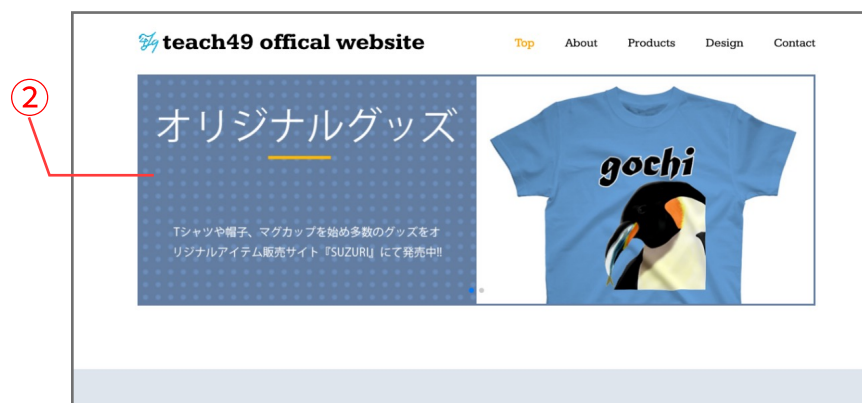 teach49 offical website
Top About Products Design Contact
②
オリジナルグッズ
gochi
Tシャツや帽子、マグカップを始め多数のグッズをオ
リジナルアイテム販売サイト『SUZURI』にて発売中!!